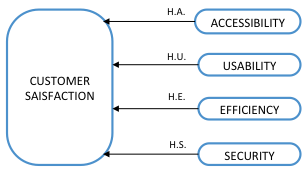 H.A.
ACCESSIBILITY
H.U.
USABILITY
CUSTOMER
SAISFACTION
H.E.
EFFICIENCY
H.S.
SECURITY